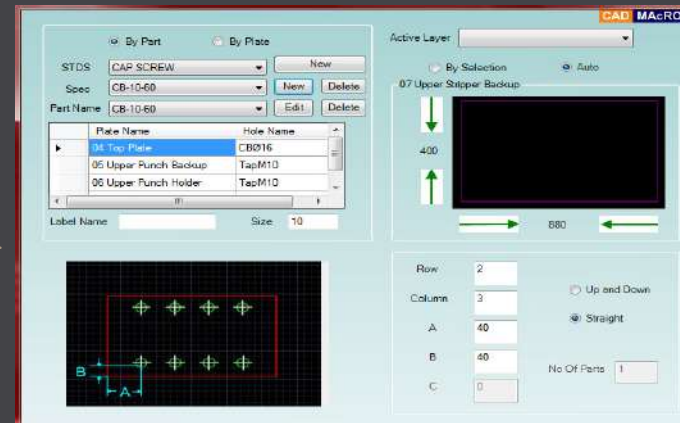 CAD MAcRO
By Part By Plate
STDS CAP SCREW New
Spec CB-10-60 New Delete
Part Name CB-10-60 Edit Delete
Plate Name Hole Name
04 Top Plate CBØ16
05 Upper Punch Backup TapM10
06 Upper Punch Holder TapM10
Label Name Size 10
B
A
Active Layer
By Selection Auto
07 Upper Stripper Backup
400
880
Row 2
Column 3 Up and Down
A 40 Straight
B 40
No Of Parts 1
C 0